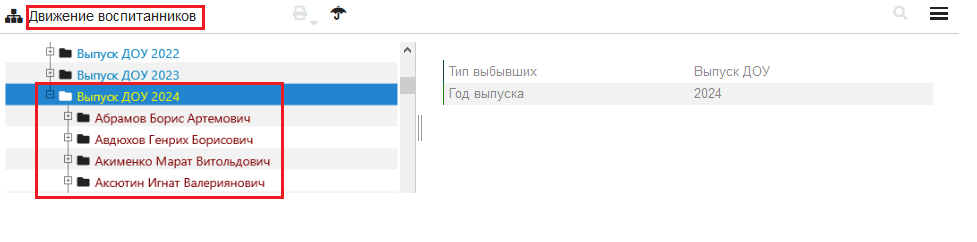 Движение воспитанников
Выпуск ДОУ 2022
Выпуск ДОУ 2023
Выпуск ДОУ 2024
Абрамов Борис Артемович
Авдюхов Генрих Борисович
Акименко Марат Витольдович
Аксютин Игнат Валериянович
Тип выбывших Выпуск ДОУ
Год выпуска 2024